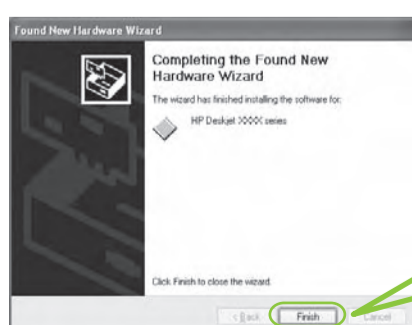 Found New Hardware Wizard
Completing the Found New
Hardware Wizard
The wizard has finished installing the software for:
HP Deskjet XXXX series
Click Finish to close the wizard.
< Back Finish Cancel